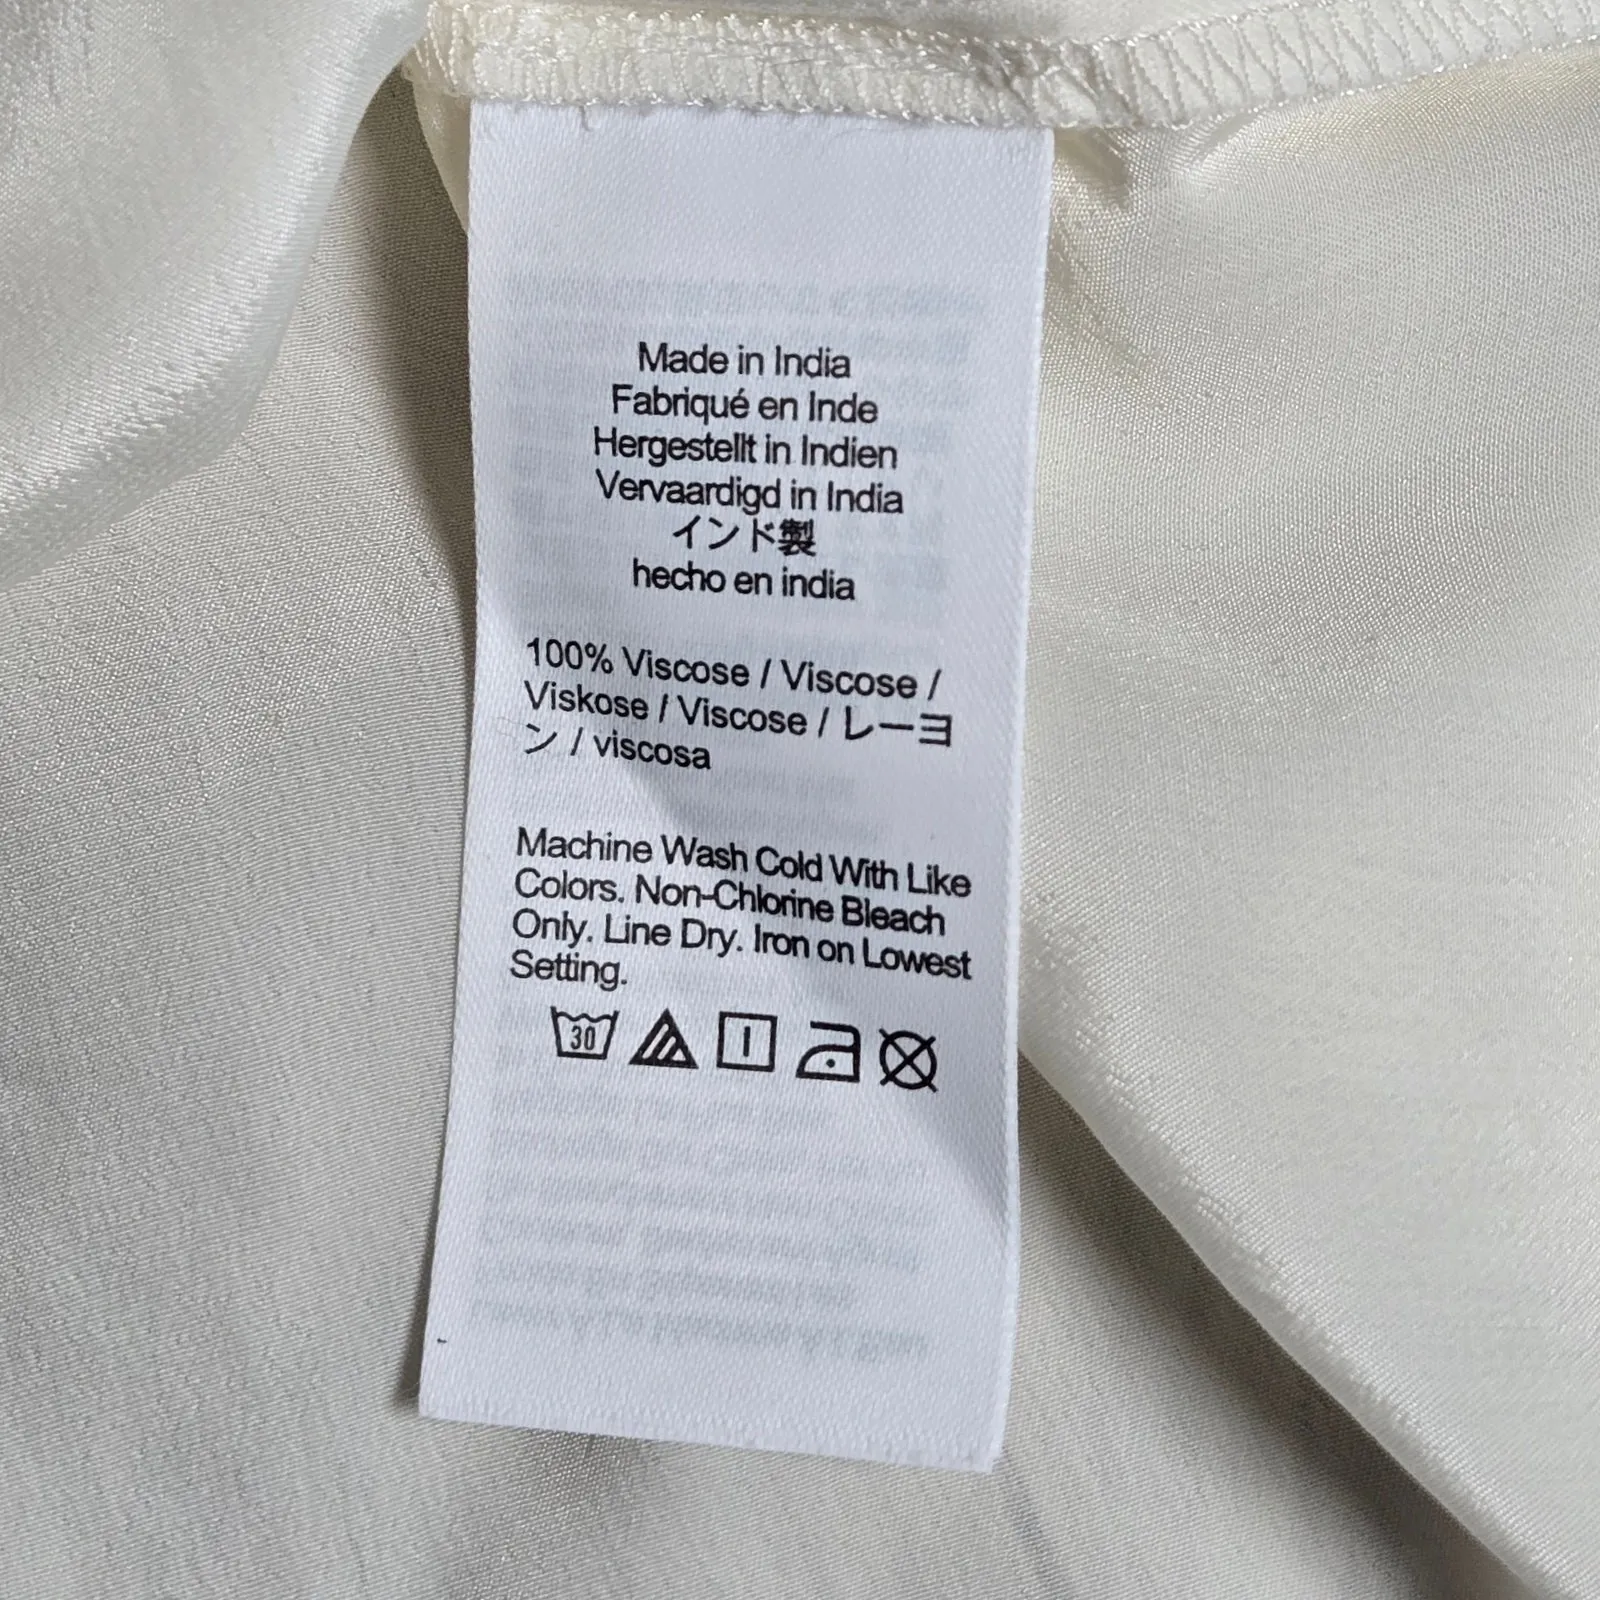 Made in India
Fabriqué en Inde
Hergestellt in Indien
Vervaardigd in India
インド製
hecho en india
100% Viscose / Viscose /
Viskose / Viscose / レーヨ
ン / viscosa
Machine Wash Cold With Like
Colors. Non-Chlorine Bleach
Only. Line Dry. Iron on Lowest
Setting.
30